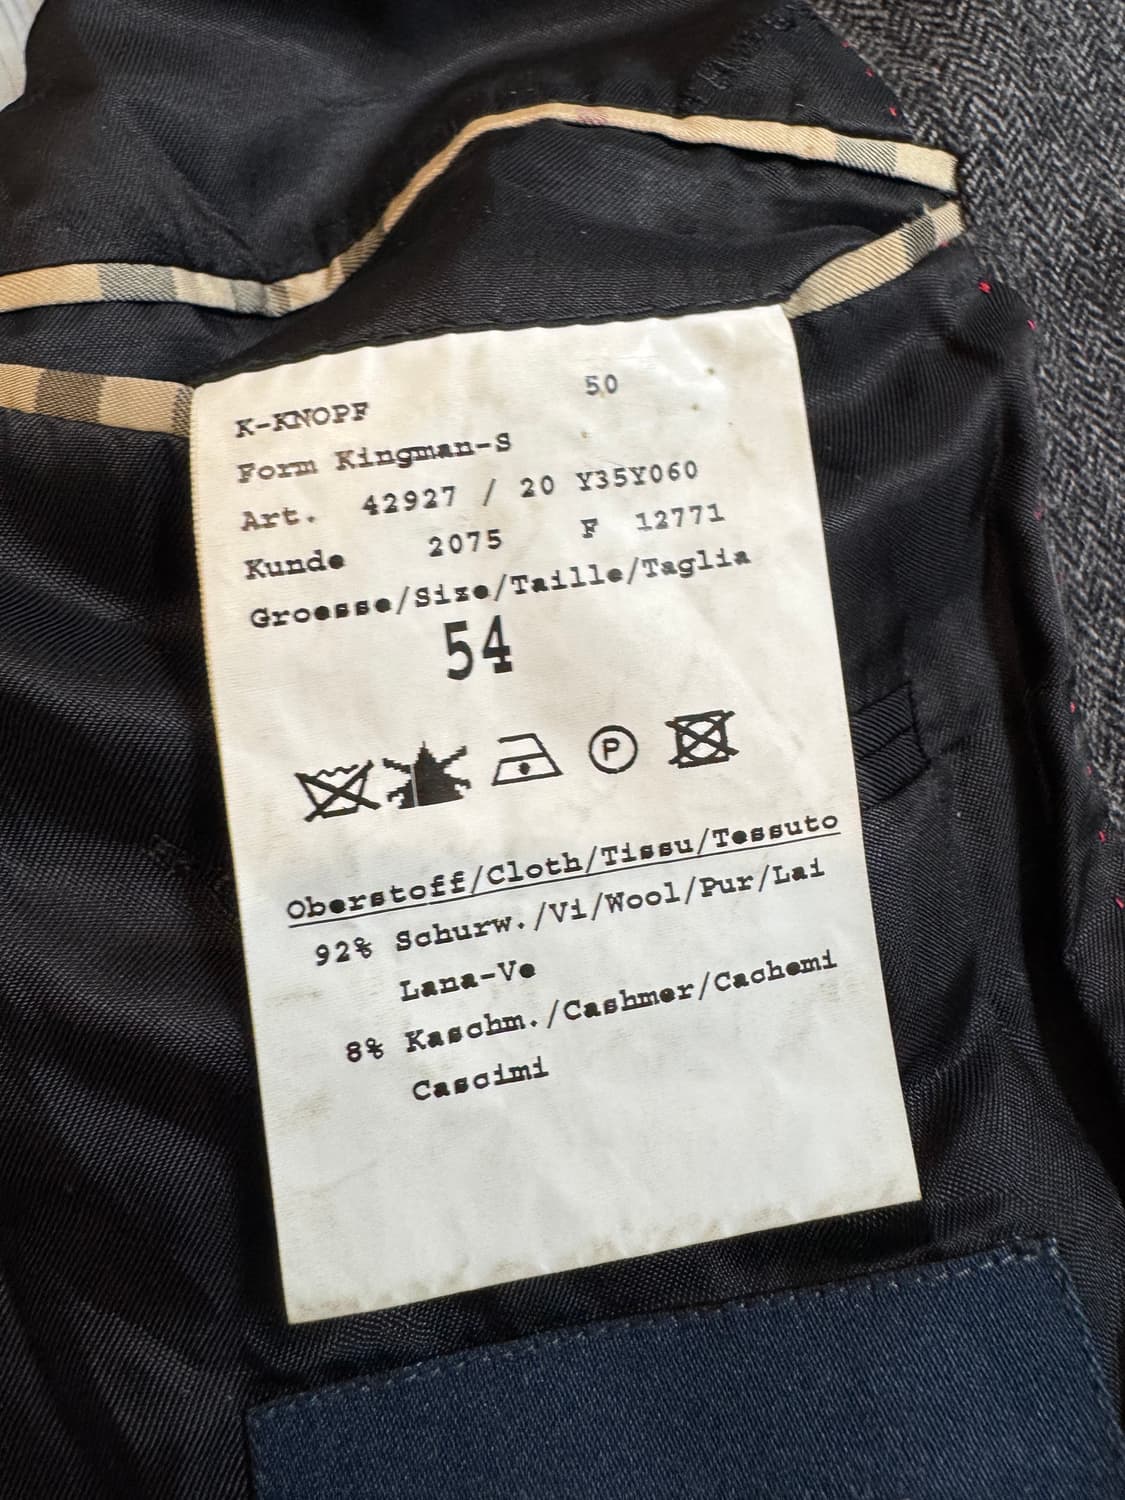 50
K-KNOPF
Form Kingman-S
Art. 42927 / 20 Y35Y060
Kunde 2075 F 12771
Groesse/Size/Taille/Taglia
54
P
Oberstoff/Cloth/Tissu/Tessuto
92% Schurw./Vi/Wool/Pur/Lai
Lana-Ve
8% Kaschm./Cashmer/Cachemi
Cascimi